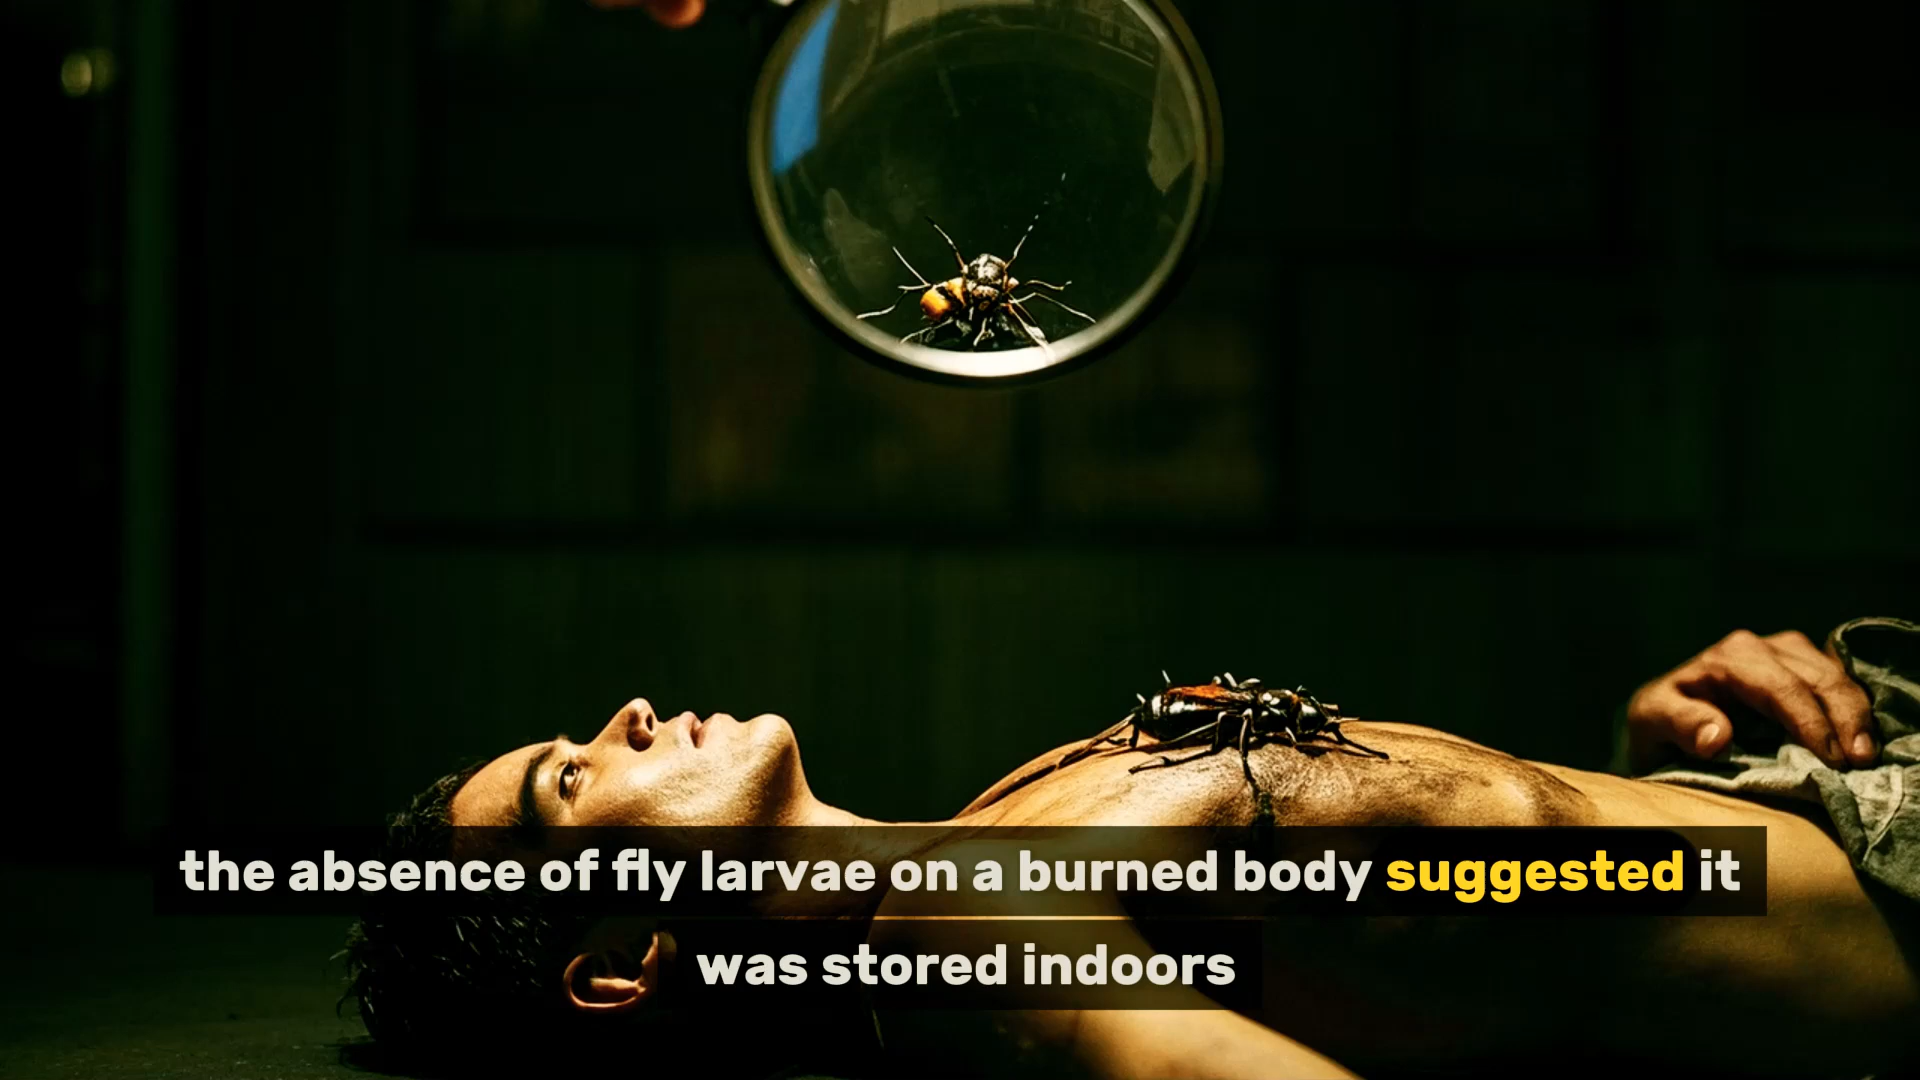 the absence of fly larvae on a burned body suggested it
was stored indoors